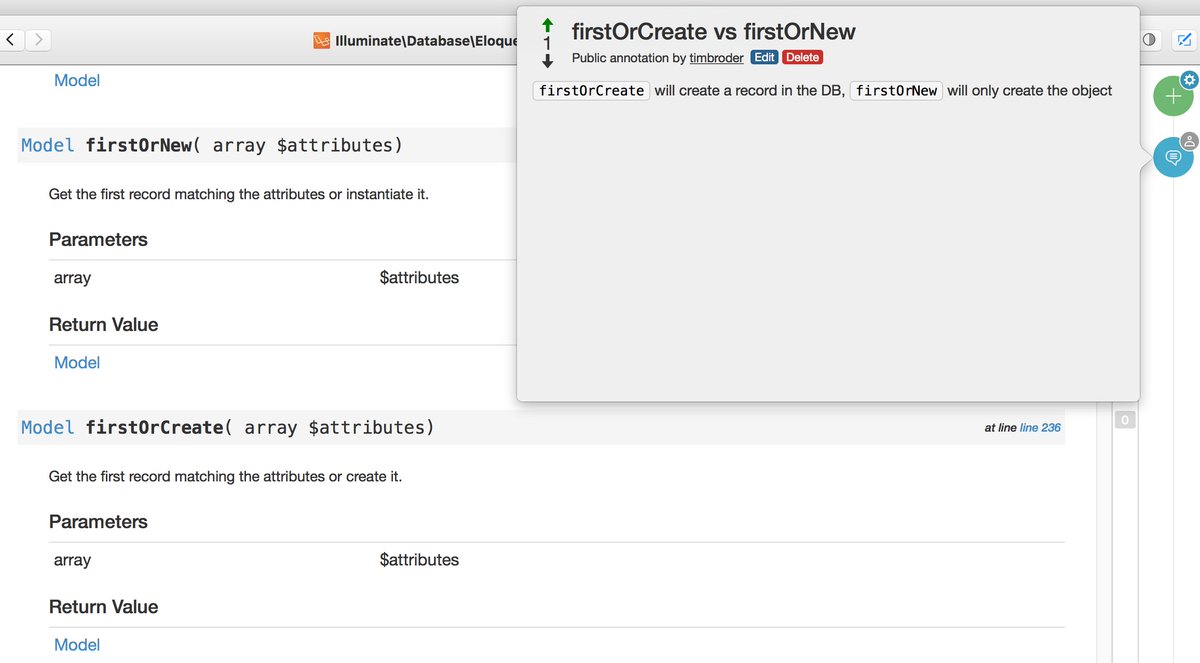 Illuminate\Database\Eloque
Model
Model firstOrNew( array $attributes)
Get the first record matching the attributes or instantiate it.
Parameters
array $attributes
Return Value
Model
Model firstOrCreate( array $attributes)
at line line 236
Get the first record matching the attributes or create it.
Parameters
array $attributes
Return Value
Model
firstOrCreate vs firstOrNew
1
Public annotation by timbroder Edit Delete
firstOrCreate will create a record in the DB, firstOrNew will only create the object
0